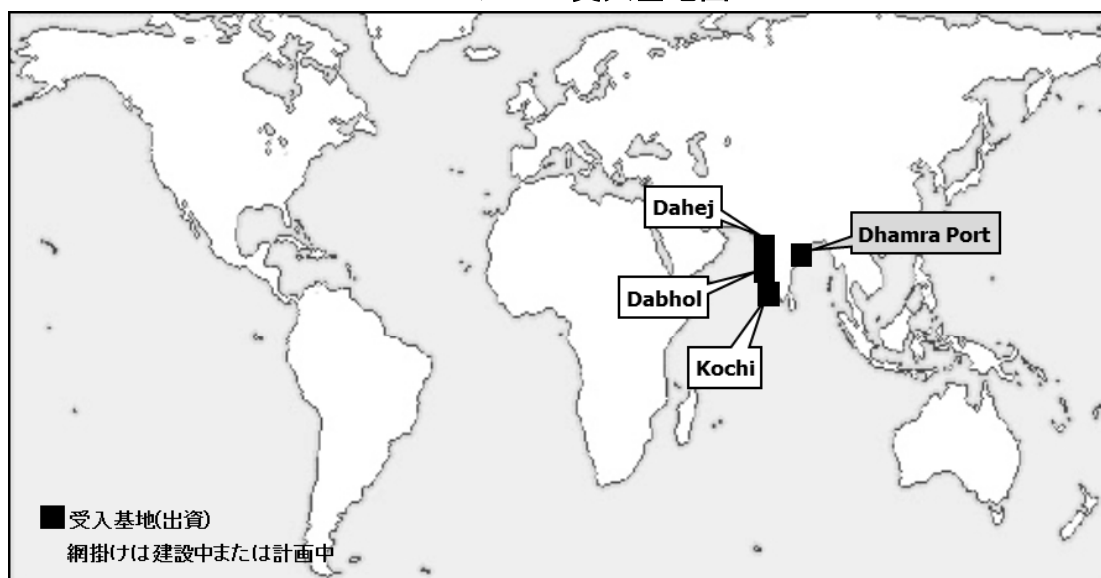 Dahej
Dhamra Port
Dabhol
Kochi
受入基地(出資)
網掛けは建設中または計画中